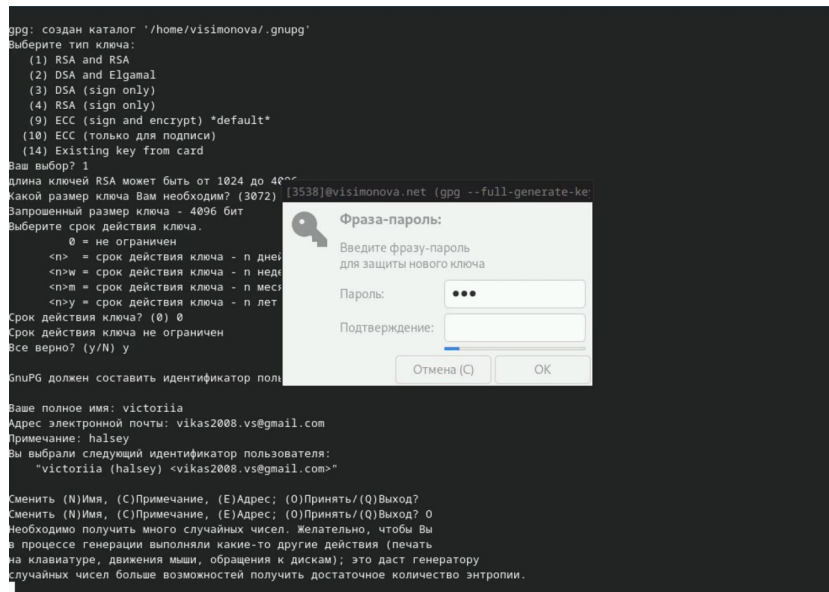 gpg: создан каталог '/home/visimonova/.gnupg'
Выберите тип ключа:
(1) RSA and RSA
(2) DSA and Elgamal
(3) DSA (sign only)
(4) RSA (sign only)
(9) ECC (sign and encrypt) *default*
(10) ECC (только для подписи)
(14) Existing key from card
Ваш выбор? 1
длина ключей RSA может быть от 1024 до 4096
Какой размер ключа Вам необходим? (3072)
Запрошенный размер ключа - 4096 бит
Выберите срок действия ключа.
0 = не ограничен
<n> = срок действия ключа - n дней
<n>w = срок действия ключа - n неде
<n>m = срок действия ключа - n меся
<n>y = срок действия ключа - n лет
Срок действия ключа? (0) 0
Срок действия ключа не ограничен
Все верно? (y/N) y
GnuPG должен составить идентификатор поль
Ваше полное имя: victoriia
Адрес электронной почты: vikas2008.vs@gmail.com
Примечание: halsey
Вы выбрали следующий идентификатор пользователя:
"victoriia (halsey) <vikas2008.vs@gmail.com>"
Сменить (N)Имя, (C)Примечание, (E)Адрес; (O)Принять/(Q)Выход?
Сменить (N)Имя, (C)Примечание, (E)Адрес; (O)Принять/(Q)Выход? O
Необходимо получить много случайных чисел. Желательно, чтобы Вы
в процессе генерации выполняли какие-то другие действия (печать
на клавиатуре, движения мыши, обращения к дискам); это даст генератору
случайных чисел больше возможностей получить достаточное количество энтропии.
[3538]@visimonova.net (gpg --full-generate-key
Фраза-пароль:
Введите фразу-пароль
для защиты нового ключа
Пароль: •••
Подтверждение:
Отмена (C)
OK